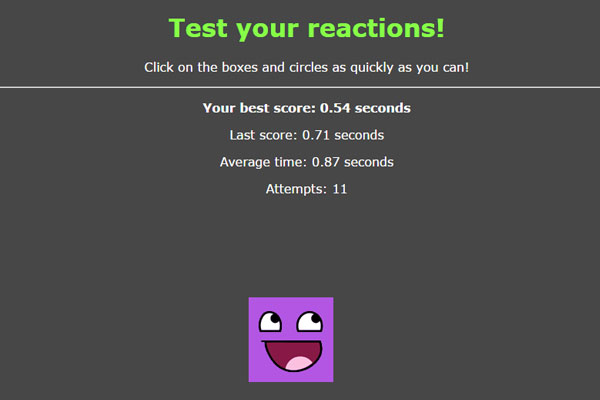 Test your reactions!
Click on the boxes and circles as quickly as you can!
Your best score: 0.54 seconds
Last score: 0.71 seconds
Average time: 0.87 seconds
Attempts: 11